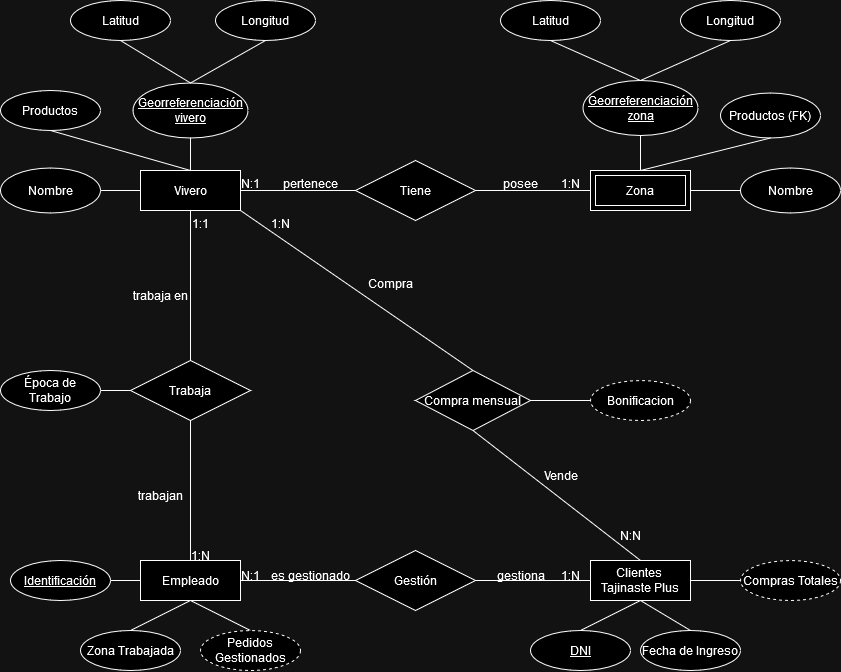 Latitud
Longitud
Latitud
Longitud
Productos
Georreferenciación
vivero
Georreferenciación
zona
Productos (FK)
Nombre
Vivero
N:1
pertenece
Tiene
posee
1:N
Zona
Nombre
1:1
1:N
trabaja en
Compra
Época de
Trabajo
Trabaja
Compra mensual
Bonificacion
trabajan
Vende
N:N
1:N
Identificación
Empleado
N:1
es gestionado
Gestión
gestiona
1:N
Clientes
Tajinaste Plus
Compras Totales
Zona Trabajada
Pedidos
Gestionados
DNI
Fecha de Ingreso